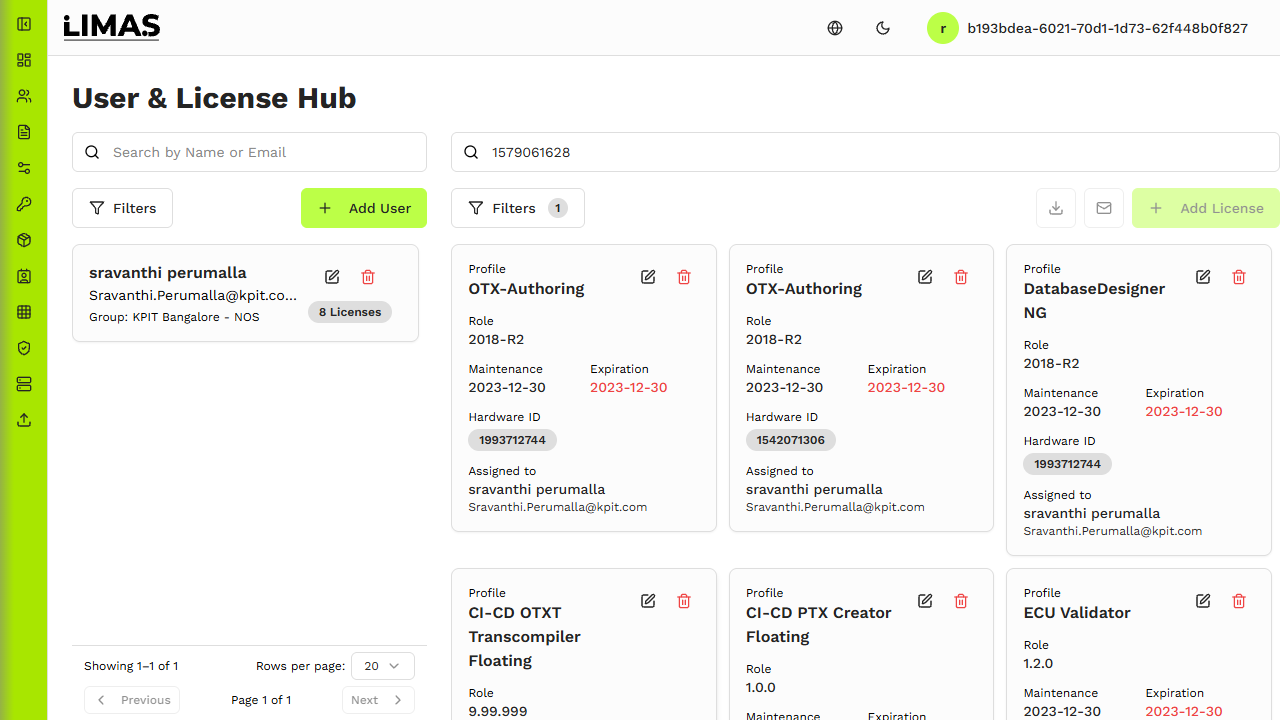 LIMAS
r
b193bdea-6021-70d1-1d73-62f448b0f827
User & License Hub
Search by Name or Email
1579061628
Filters
Add User
Filters 1
Add License
sravanthi perumalla
Sravanthi.Perumalla@kpit.co...
Group: KPIT Bangalore - NOS
8 Licenses
Showing 1–1 of 1
Rows per page: 20
Previous
Page 1 of 1
Next
Profile
OTX-Authoring
Role
2018-R2
Maintenance Expiration
2023-12-30 2023-12-30
Hardware ID
1993712744
Assigned to
sravanthi perumalla
Sravanthi.Perumalla@kpit.com
Profile
OTX-Authoring
Role
2018-R2
Maintenance Expiration
2023-12-30 2023-12-30
Hardware ID
1542071306
Assigned to
sravanthi perumalla
Sravanthi.Perumalla@kpit.com
Profile
DatabaseDesigner
NG
Role
2018-R2
Maintenance Expiration
2023-12-30 2023-12-30
Hardware ID
1993712744
Assigned to
sravanthi perumalla
Sravanthi.Perumalla@kpit.com
Profile
CI-CD OTXT
Transcompiler
Floating
Role
9.99.999
Profile
CI-CD PTX Creator
Floating
Role
1.0.0
Maintenance Expiration
Profile
ECU Validator
Role
1.2.0
Maintenance Expiration
2023-12-30 2023-12-30